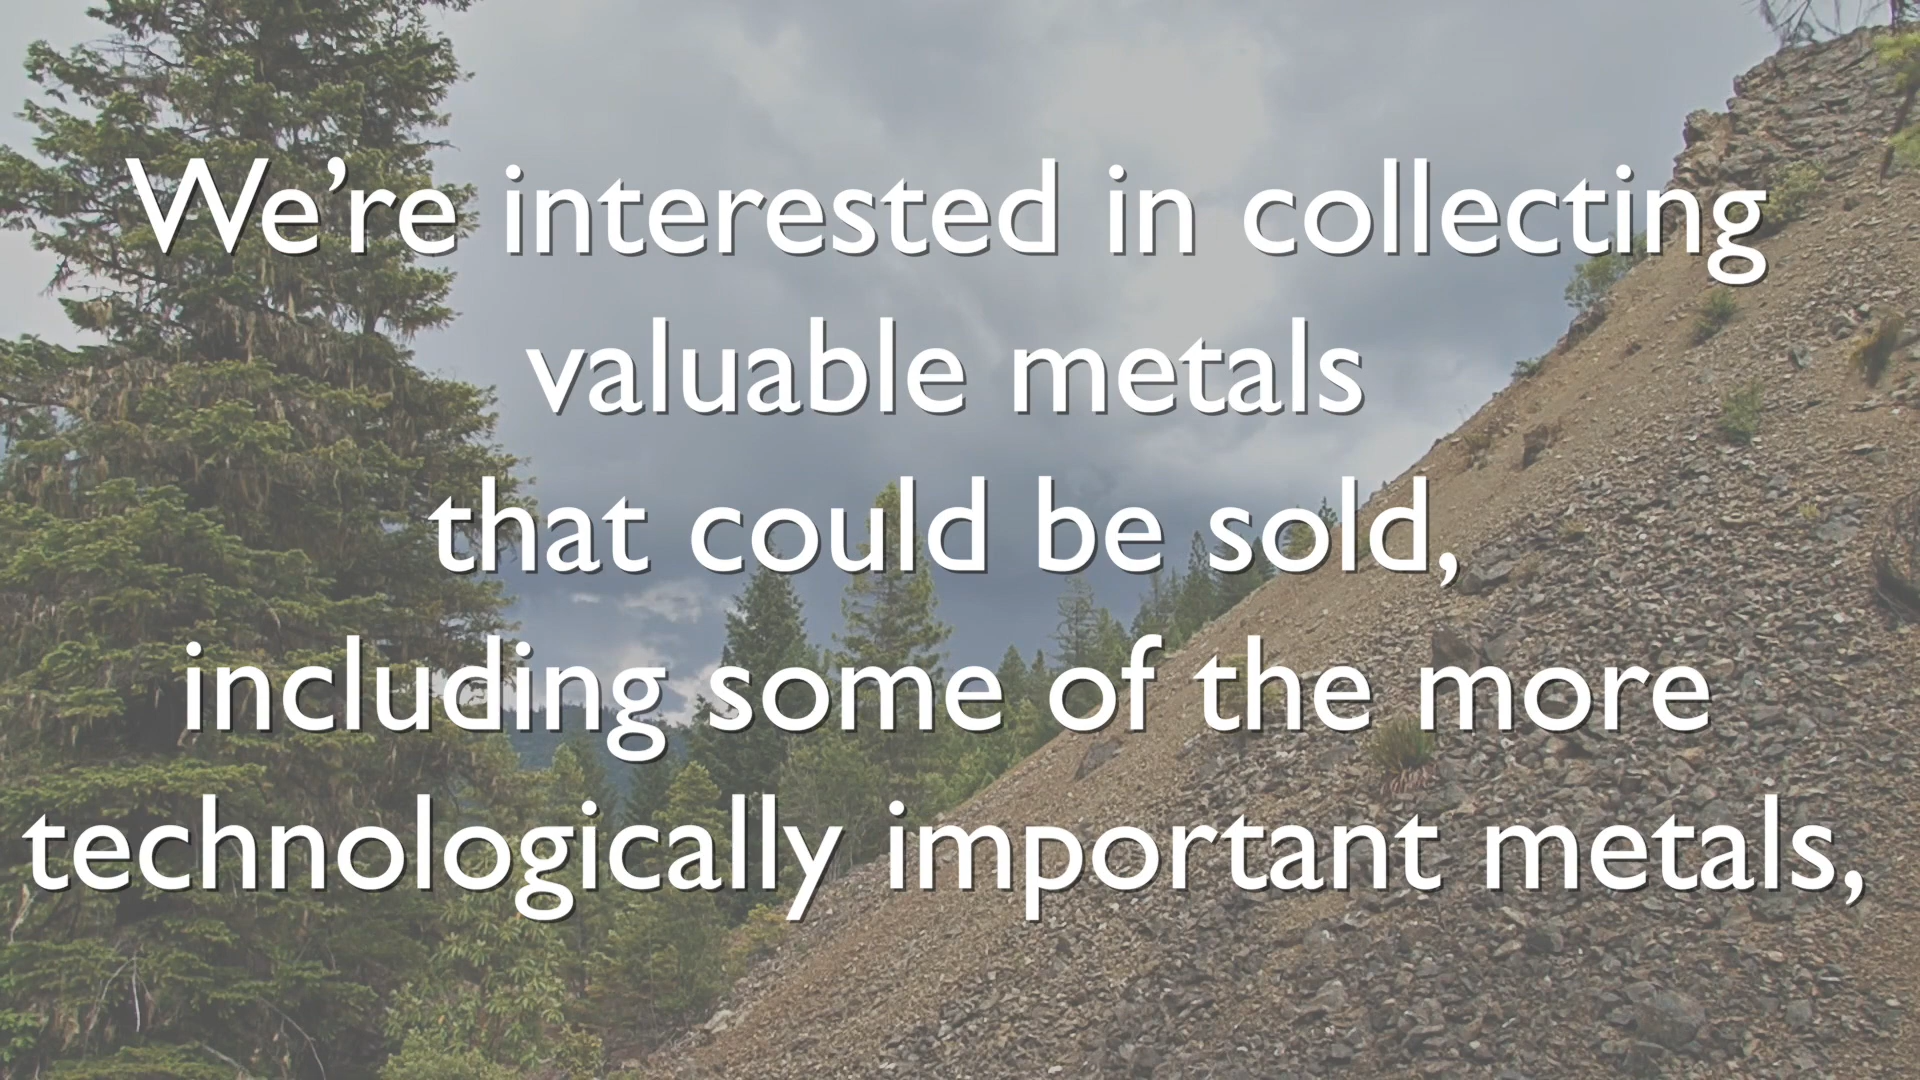 We’re interested in collecting
valuable metals
that could be sold,
including some of the more
technologically important metals,